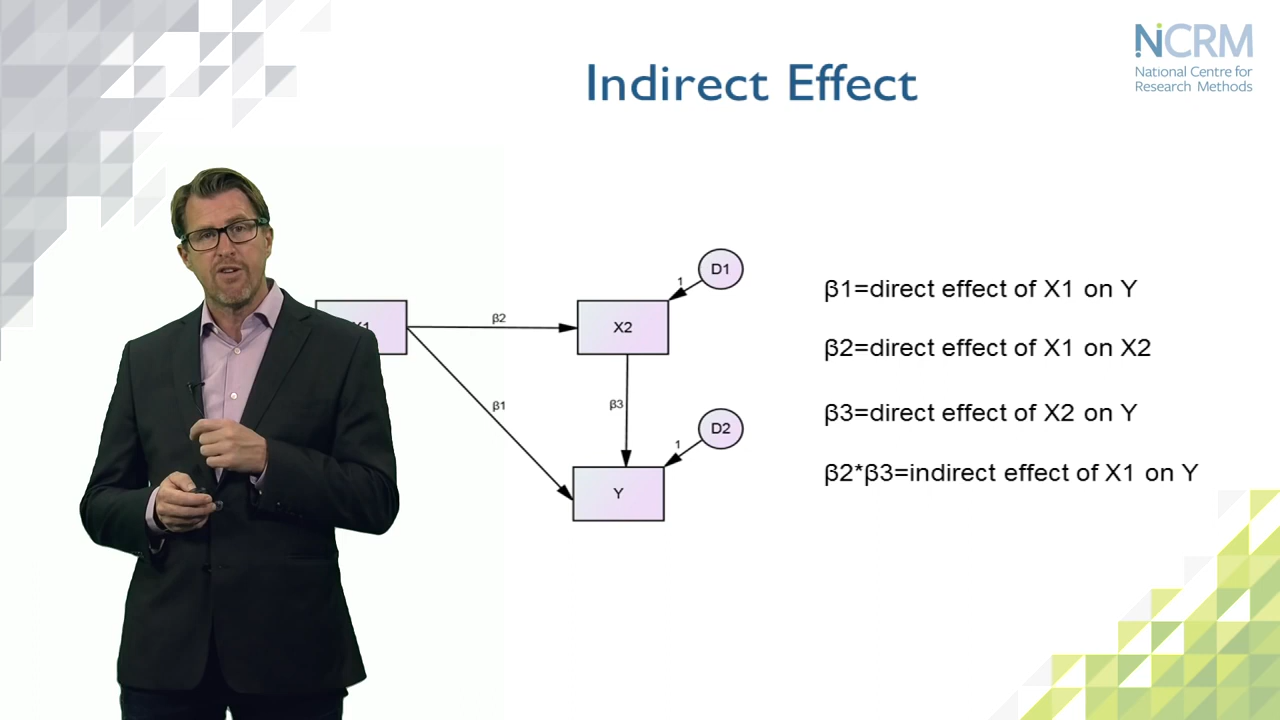 Indirect Effect
NCRM
National Centre for
Research Methods
D1
1
β1=direct effect of X1 on Y
β2
X2
β2=direct effect of X1 on X2
β1
β3
β3=direct effect of X2 on Y
D2
1
β2*β3=indirect effect of X1 on Y
Y